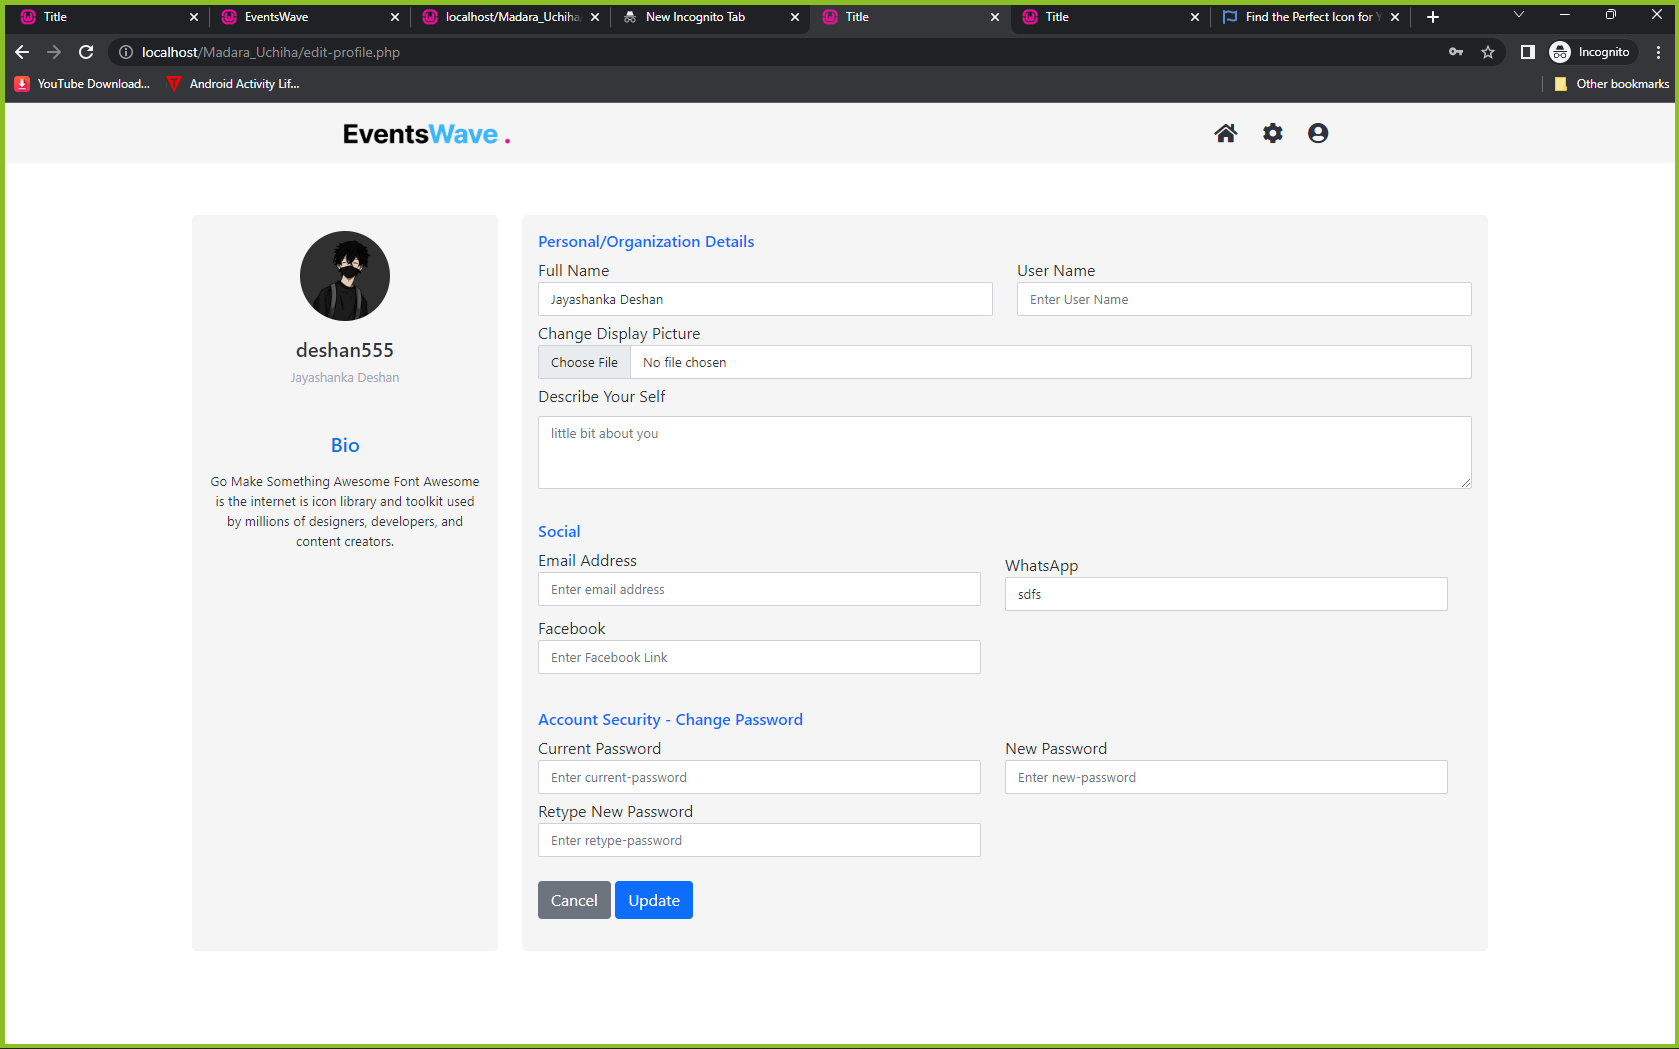 Title
EventsWave
localhost/Madara_Uchiha
New Incognito Tab
Title
Title
Find the Perfect Icon for Y
localhost/Madara_Uchiha/edit-profile.php
Incognito
YouTube Download...
Android Activity Lif...
Other bookmarks
EventsWave .
deshan555
Jayashanka Deshan
Bio
Go Make Something Awesome Font Awesome
is the internet is icon library and toolkit used
by millions of designers, developers, and
content creators.
Personal/Organization Details
Full Name
User Name
Jayashanka Deshan
Enter User Name
Change Display Picture
Choose File No file chosen
Describe Your Self
little bit about you
Social
Email Address
WhatsApp
Enter email address
sdfs
Facebook
Enter Facebook Link
Account Security - Change Password
Current Password
New Password
Enter current-password
Enter new-password
Retype New Password
Enter retype-password
Cancel
Update